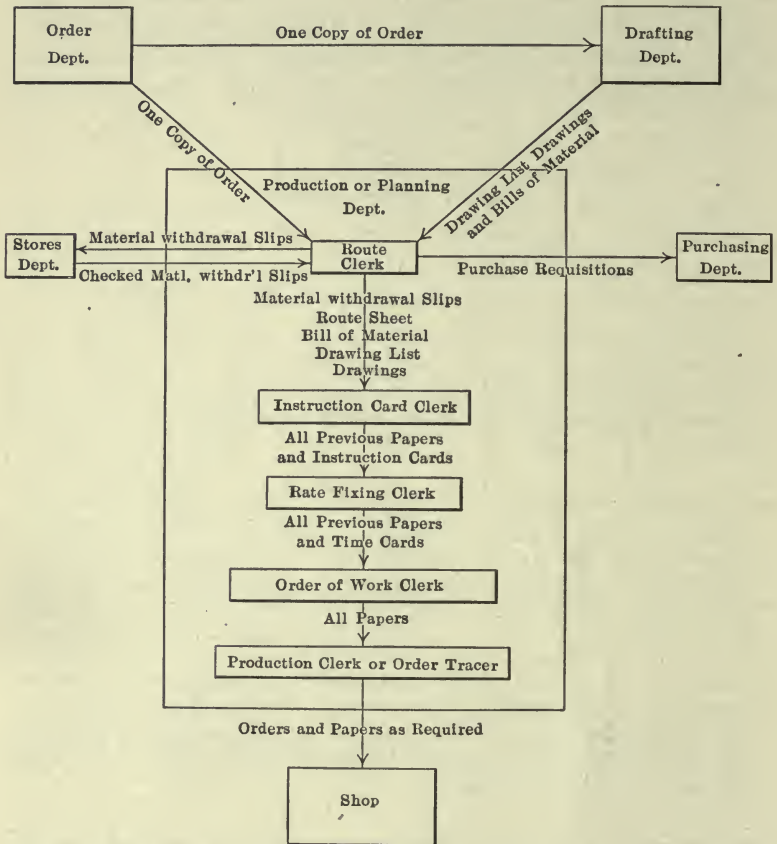 Order
Dept.
One Copy of Order
Drafting
Dept.
One Copy of Order
Drawing List Drawings
and Bills of Material
Production or Planning
Dept.
Stores
Dept.
Material withdrawal Slips
Checked Matl. withdr'l Slips
Route
Clerk
Purchase Requisitions
Purchasing
Dept.
Material withdrawal Slips
Route Sheet
Bill of Material
Drawing List
Drawings
Instruction Card Clerk
All Previous Papers
and Instruction Cards
Rate Fixing Clerk
All Previous Papers
and Time Cards
Order of Work Clerk
All Papers
Production Clerk or Order Tracer
Orders and Papers as Required
Shop